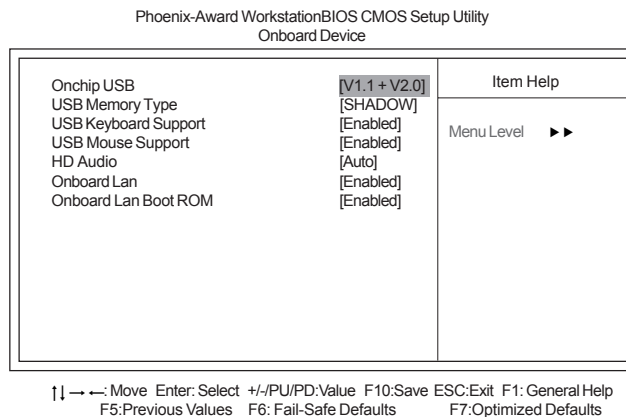 Phoenix-Award WorkstationBIOS CMOS Setup Utility
Onboard Device
Onchip USB [V1.1 + V2.0]
USB Memory Type [SHADOW]
USB Keyboard Support [Enabled]
USB Mouse Support [Enabled]
HD Audio [Auto]
Onboard Lan [Enabled]
Onboard Lan Boot ROM [Enabled]
Item Help
Menu Level ►►
↑↓→←: Move Enter: Select +/-/PU/PD:Value F10:Save ESC:Exit F1: General Help
F5:Previous Values F6: Fail-Safe Defaults F7:Optimized Defaults